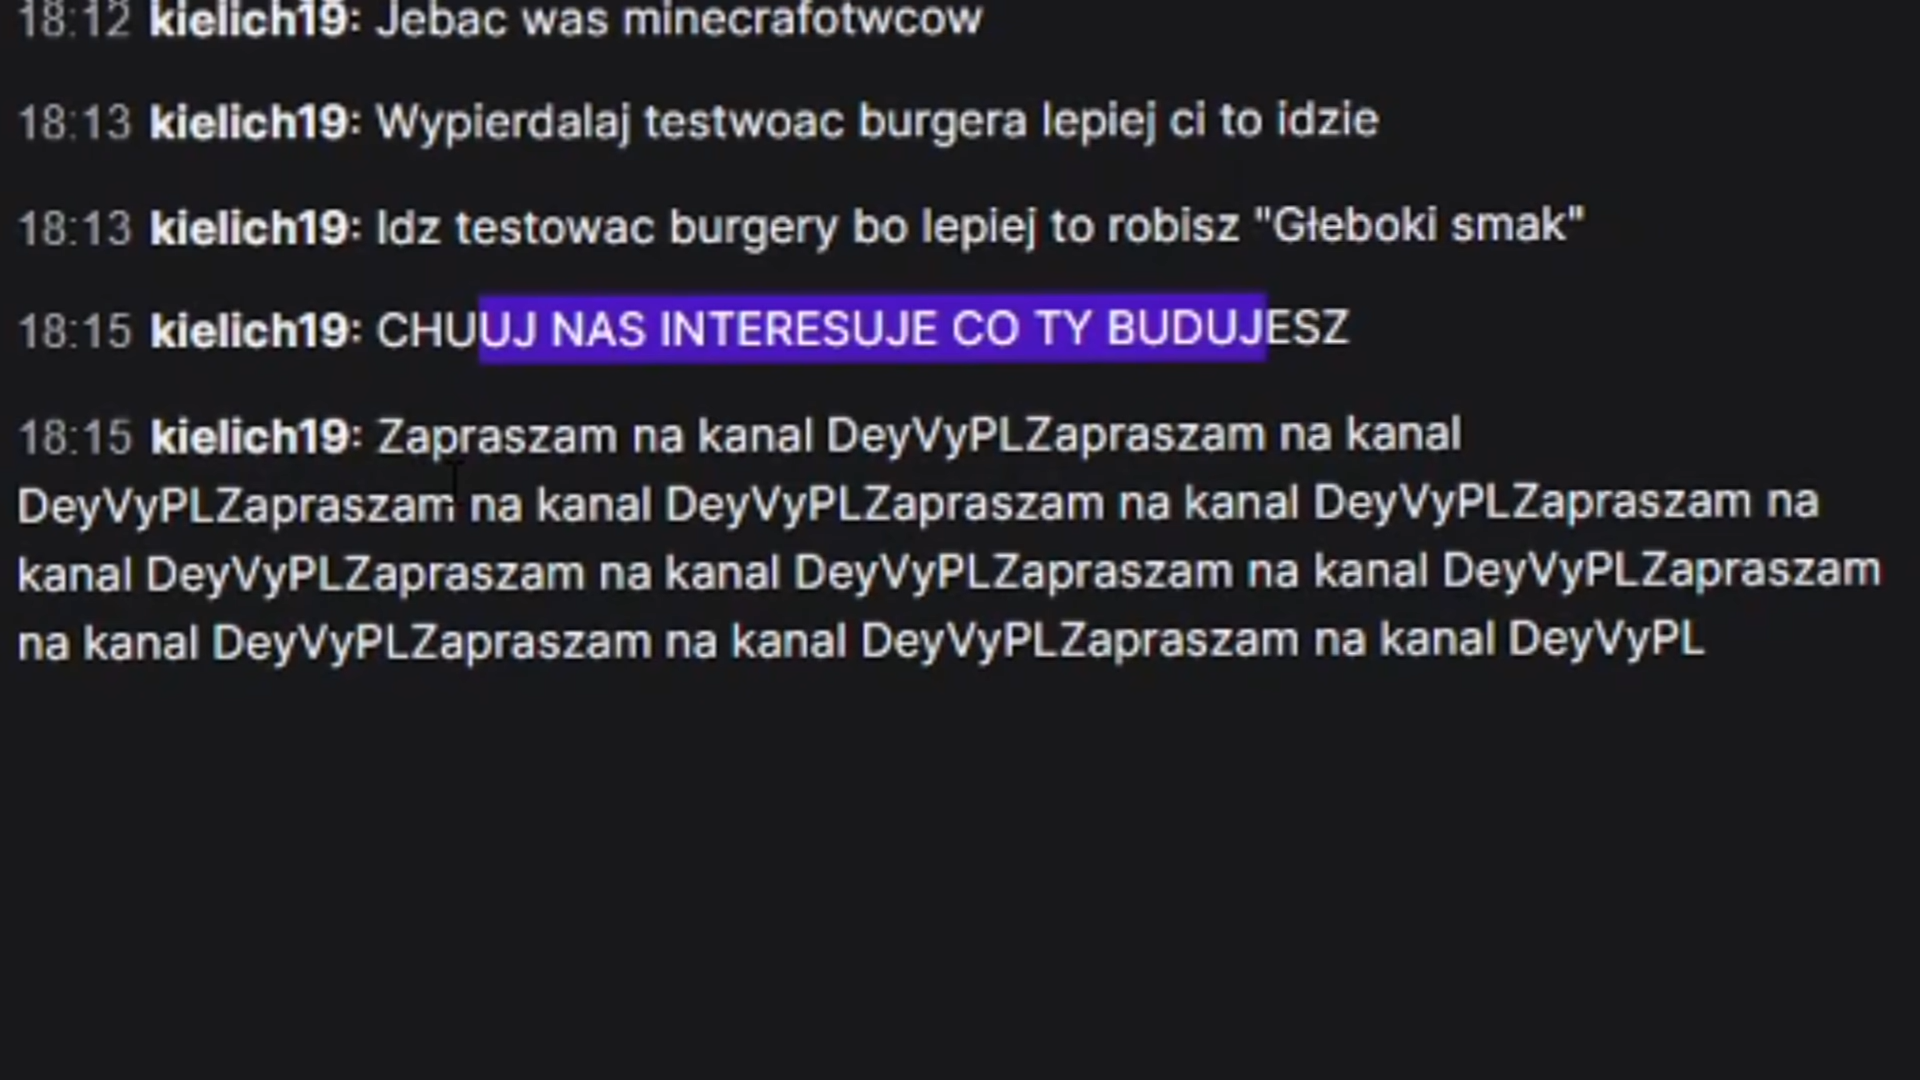 18:12 kielich19: Jebac was minecrafotwcow
18:13 kielich19: Wypierdalaj testwoac burgera lepiej ci to idzie
18:13 kielich19: Idz testowac burgery bo lepiej to robisz "Głeboki smak"
18:15 kielich19: CHUUJ NAS INTERESUJE CO TY BUDUJESZ
18:15 kielich19: Zapraszam na kanal DeyVyPLZapraszam na kanal
DeyVyPLZapraszam na kanal DeyVyPLZapraszam na kanal DeyVyPLZapraszam na
kanal DeyVyPLZapraszam na kanal DeyVyPLZapraszam na kanal DeyVyPLZapraszam
na kanal DeyVyPLZapraszam na kanal DeyVyPLZapraszam na kanal DeyVyPL